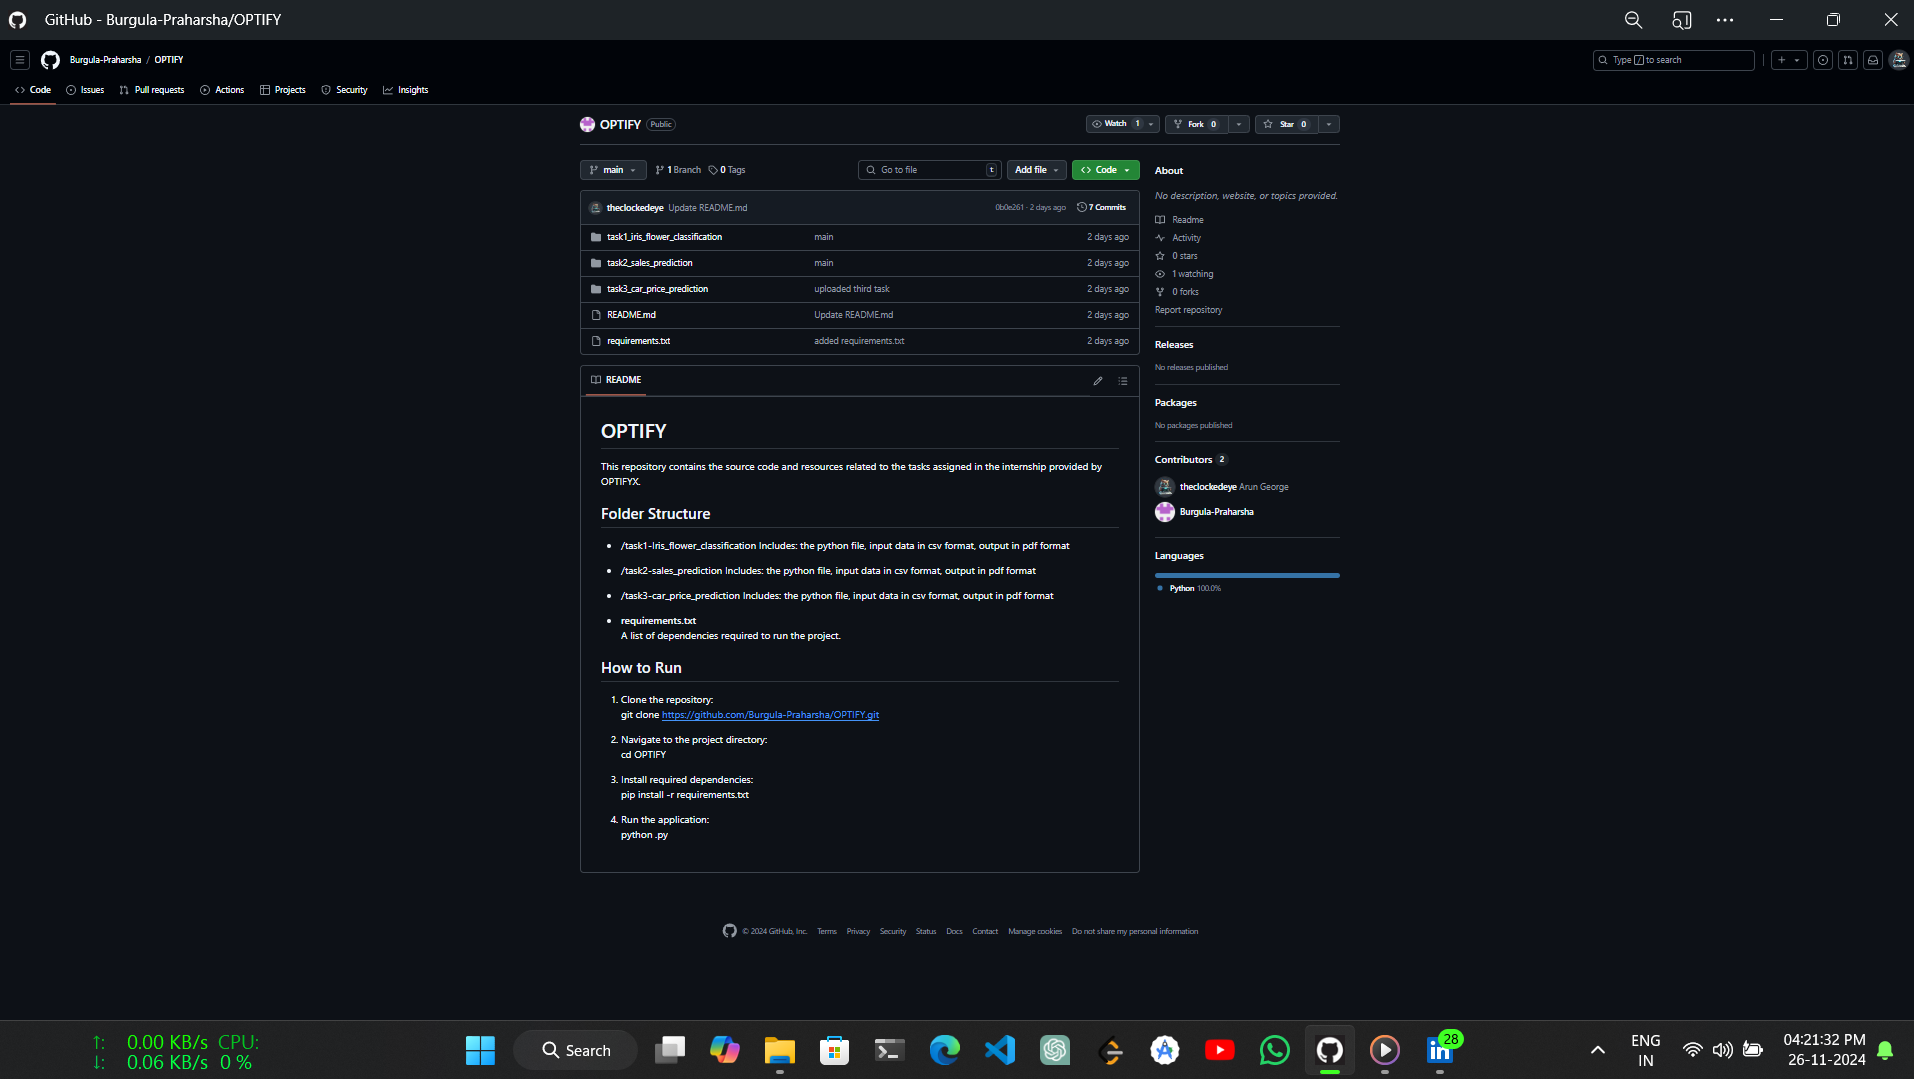 GitHub - Burgula-Praharsha/OPTIFY
Burgula-Praharsha / OPTIFY
Type / to search
Code Issues Pull requests Actions Projects Security Insights
OPTIFY Public
Watch 1 Fork 0 Star 0
main 1 Branch 0 Tags Go to file t Add file Code
theclockedeye Update README.md 0b0e261 · 2 days ago 7 Commits
task1_iris_flower_classification main 2 days ago
task2_sales_prediction main 2 days ago
task3_car_price_prediction uploaded third task 2 days ago
README.md Update README.md 2 days ago
requirements.txt added requirements.txt 2 days ago
README
OPTIFY
This repository contains the source code and resources related to the tasks assigned in the internship provided by
OPTIFYX.
Folder Structure
/task1-Iris_flower_classification Includes: the python file, input data in csv format, output in pdf format
/task2-sales_prediction Includes: the python file, input data in csv format, output in pdf format
/task3-car_price_prediction Includes: the python file, input data in csv format, output in pdf format
requirements.txt
A list of dependencies required to run the project.
How to Run
1. Clone the repository:
git clone https://github.com/Burgula-Praharsha/OPTIFY.git
2. Navigate to the project directory:
cd OPTIFY
3. Install required dependencies:
pip install -r requirements.txt
4. Run the application:
python .py
About
No description, website, or topics provided.
Readme
Activity
0 stars
1 watching
0 forks
Report repository
Releases
No releases published
Packages
No packages published
Contributors 2
theclockedeye Arun George
Burgula-Praharsha
Languages
Python 100.0%
© 2024 GitHub, Inc. Terms Privacy Security Status Docs Contact Manage cookies Do not share my personal information
↑: 0.00 KB/s CPU:
↓: 0.06 KB/s 0 %
Search
in 28
ENG
IN
04:21:32 PM
26-11-2024